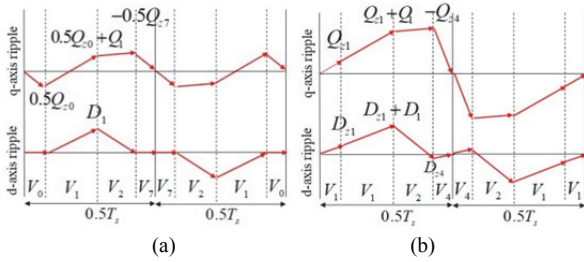 -0.5Q_{z7}
0.5Q_{z0}+Q_1
0.5Q_{z0}
q-axis ripple
D_1
d-axis ripple
V_0 V_1 V_2 V_7 V_7 V_2 V_1 V_0
0.5T_s 0.5T_s
(a)
Q_{z1}+Q_1 -Q_{z4}
Q_{z1}
q-axis ripple
D_{z1} D_{z1}+D_1
D_{z4}
d-axis ripple
V_1 V_1 V_2 V_4 V_4 V_2 V_1 V_1
0.5T_s 0.5T_s
(b)